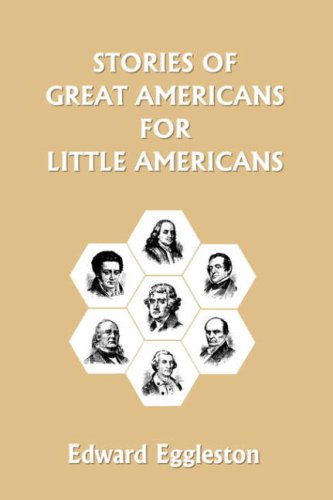 STORIES OF
GREAT AMERICANS
FOR
LITTLE AMERICANS
Edward Eggleston